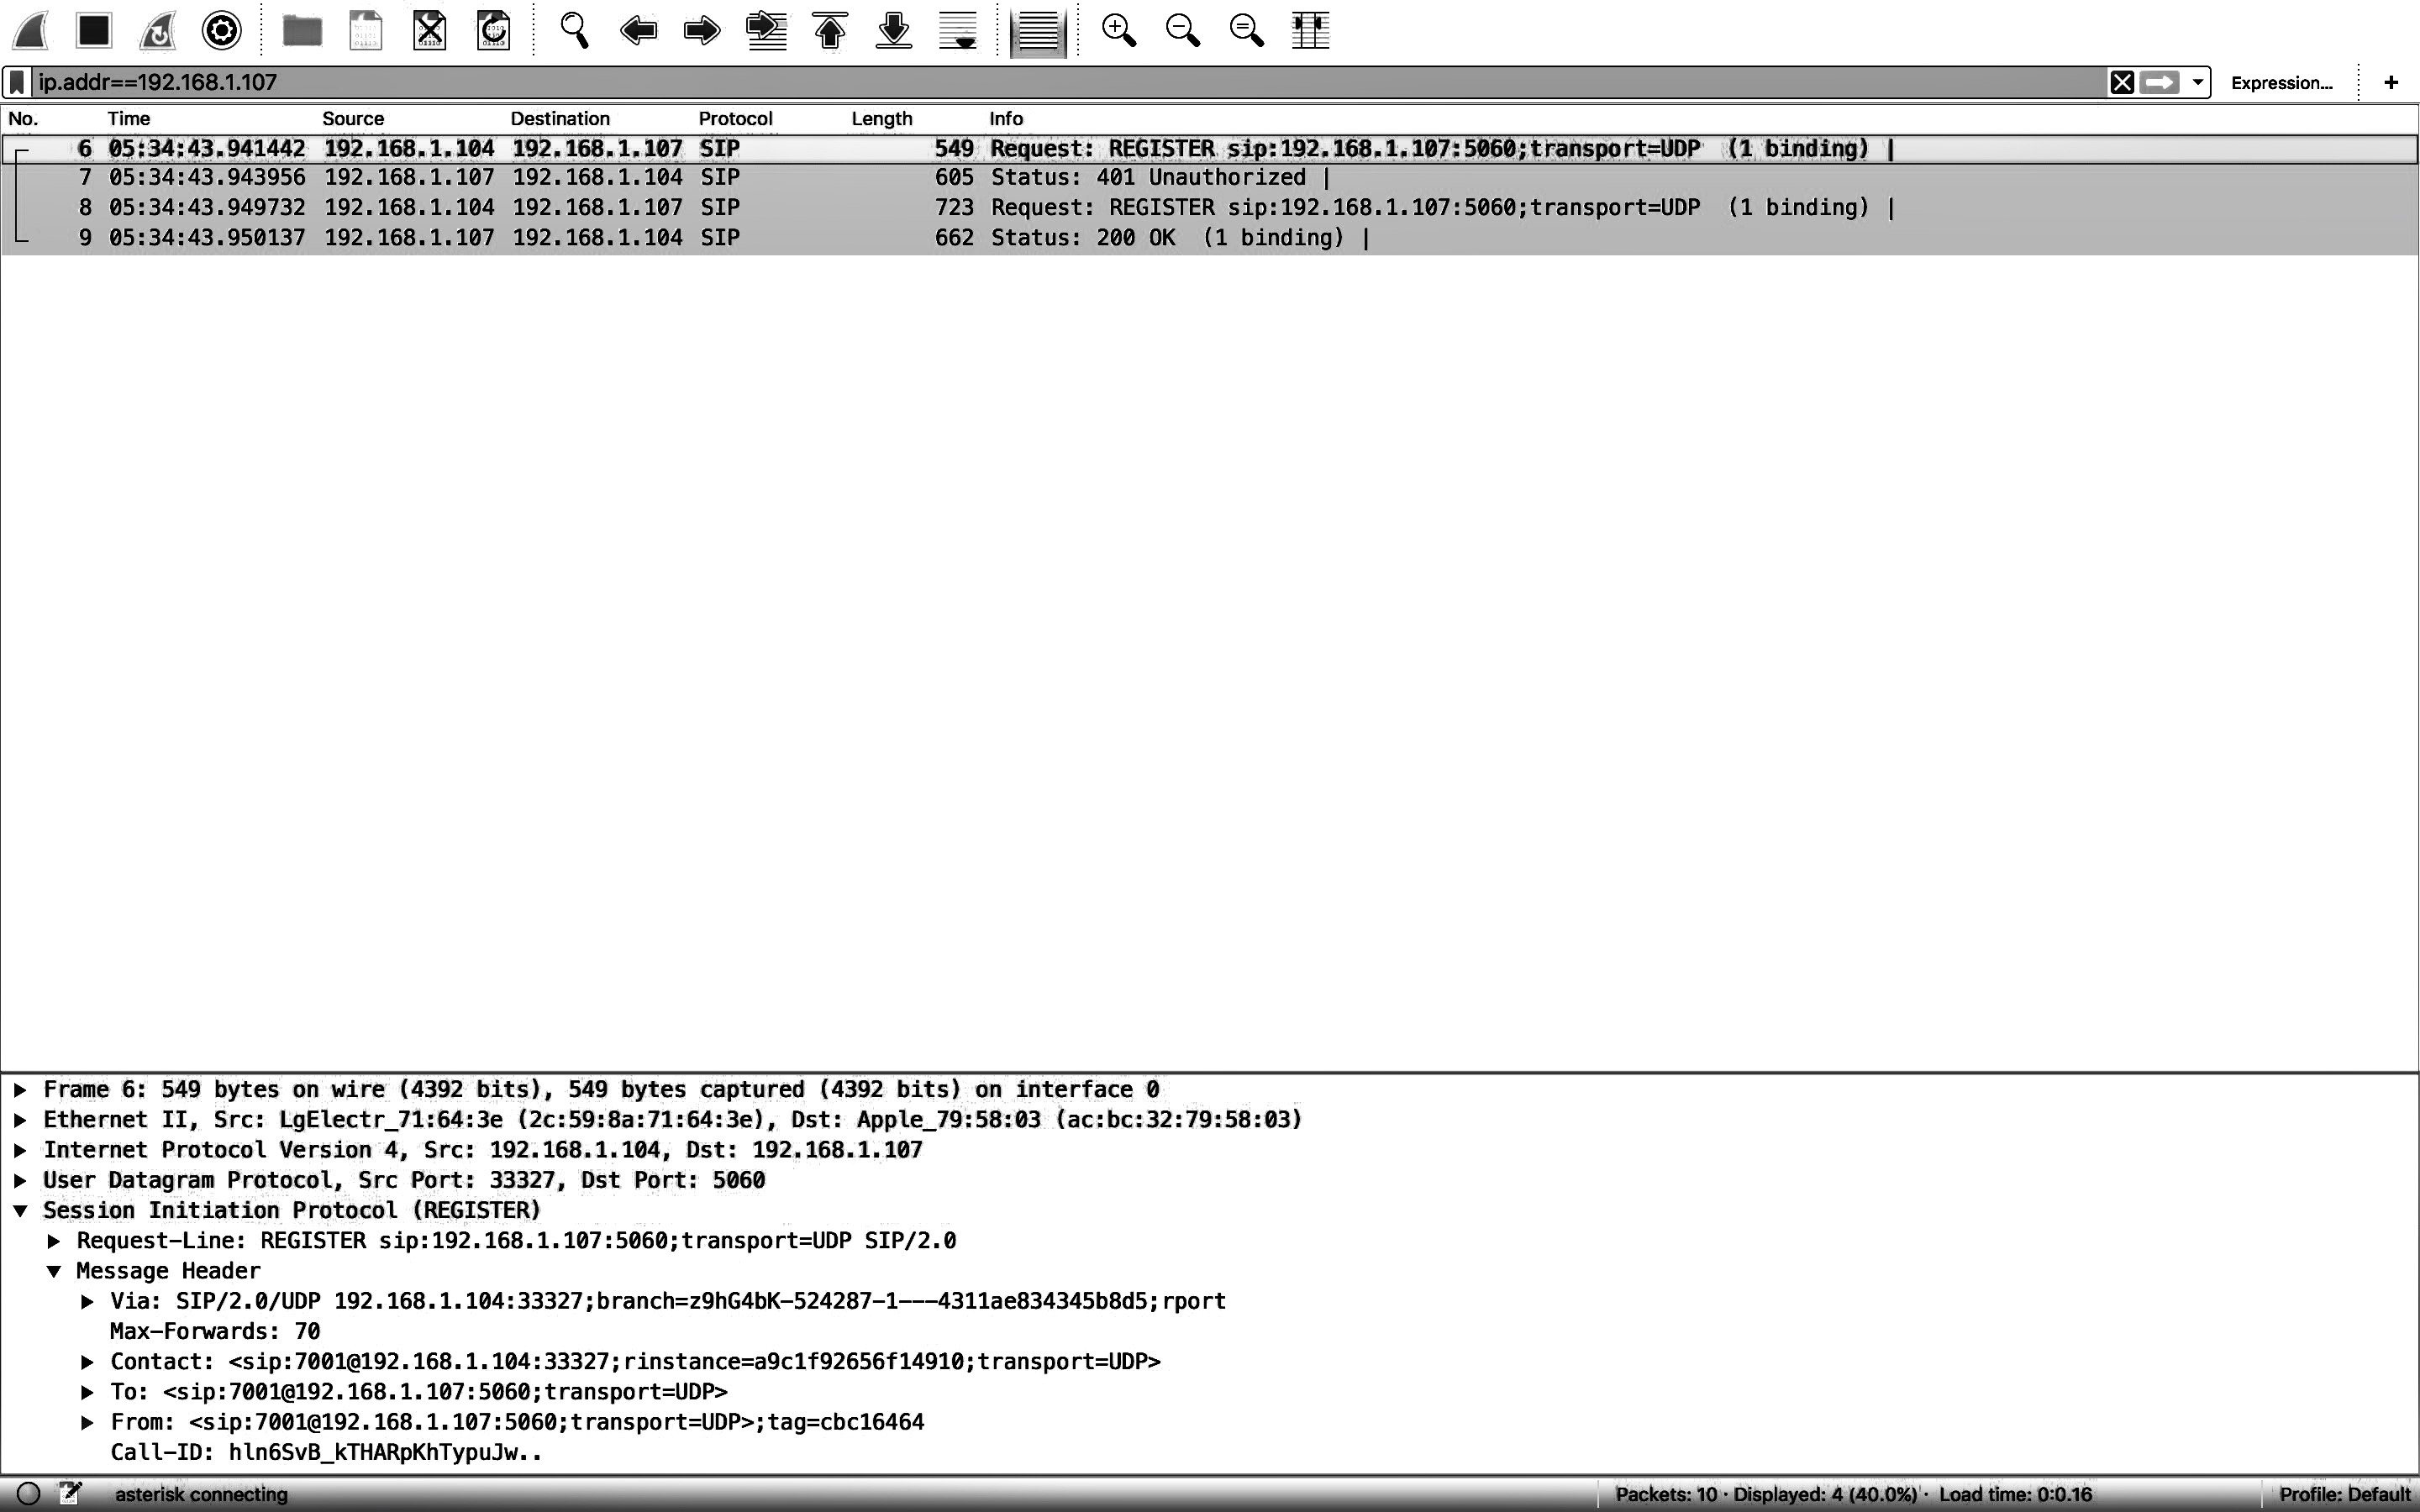 ip.addr==192.168.1.107 Expression... +
No. Time Source Destination Protocol Length Info
6 05:34:43.941442 192.168.1.104 192.168.1.107 SIP 549 Request: REGISTER sip:192.168.1.107:5060;transport=UDP (1 binding) |
7 05:34:43.943956 192.168.1.107 192.168.1.104 SIP 605 Status: 401 Unauthorized |
8 05:34:43.949732 192.168.1.104 192.168.1.107 SIP 723 Request: REGISTER sip:192.168.1.107:5060;transport=UDP (1 binding) |
9 05:34:43.950137 192.168.1.107 192.168.1.104 SIP 662 Status: 200 OK (1 binding) |
Frame 6: 549 bytes on wire (4392 bits), 549 bytes captured (4392 bits) on interface 0
Ethernet II, Src: LgElectr_71:64:3e (2c:59:8a:71:64:3e), Dst: Apple_79:58:03 (ac:bc:32:79:58:03)
Internet Protocol Version 4, Src: 192.168.1.104, Dst: 192.168.1.107
User Datagram Protocol, Src Port: 33327, Dst Port: 5060
Session Initiation Protocol (REGISTER)
Request-Line: REGISTER sip:192.168.1.107:5060;transport=UDP SIP/2.0
Message Header
Via: SIP/2.0/UDP 192.168.1.104:33327;branch=z9hG4bK-524287-1---4311ae834345b8d5;rport
Max-Forwards: 70
Contact: <sip:7001@192.168.1.104:33327;rinstance=a9c1f92656f14910;transport=UDP>
To: <sip:7001@192.168.1.107:5060;transport=UDP>
From: <sip:7001@192.168.1.107:5060;transport=UDP>;tag=cbc16464
Call-ID: hln6SvB_kTHARpKhTypuJw..
asterisk connecting Packets: 10 · Displayed: 4 (40.0%) · Load time: 0:0.16 Profile: Default